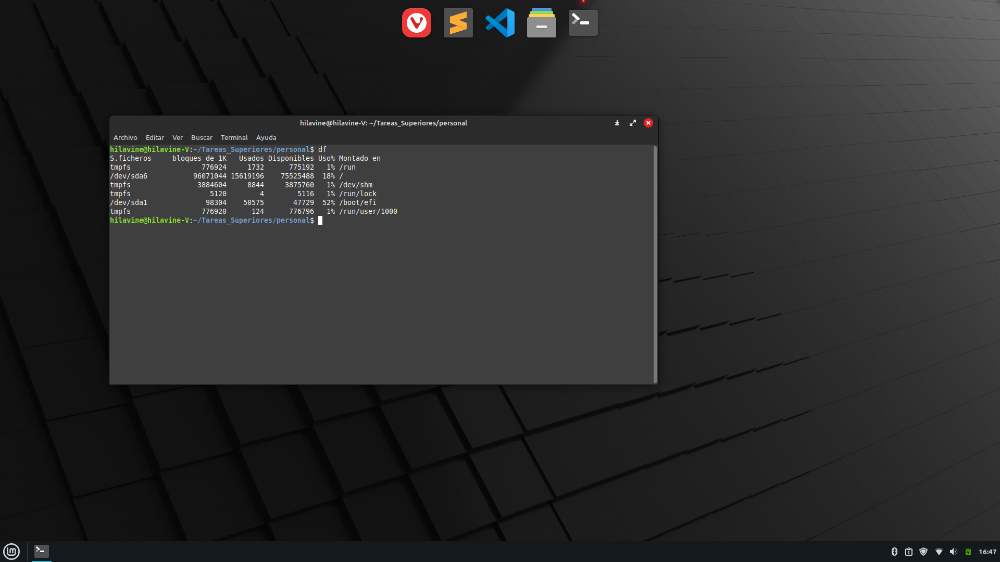 hilavine@hilavine-V: ~/Tareas_Superiores/personal
Archivo Editar Ver Buscar Terminal Ayuda
hilavine@hilavine-V:~/Tareas_Superiores/personal$ df
S.ficheros     bloques de 1K   Usados Disponibles Uso% Montado en
tmpfs                 776924     1732      775192   1% /run
/dev/sda6           96071044 15619196    75525488  18% /
tmpfs                3884604     8844     3875760   1% /dev/shm
tmpfs                   5120        4        5116   1% /run/lock
/dev/sda1              98304    50575       47729  52% /boot/efi
tmpfs                 776920      124      776796   1% /run/user/1000
hilavine@hilavine-V:~/Tareas_Superiores/personal$
16:47